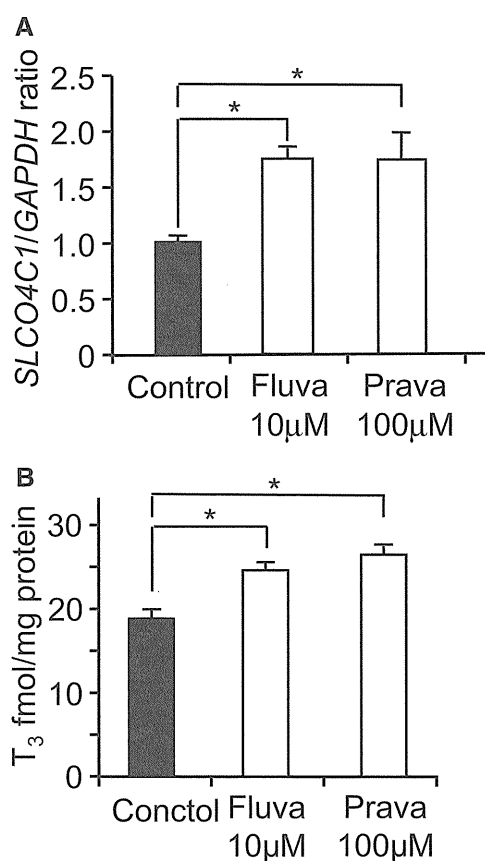 A
SLCO4C1/GAPDH ratio
2.5
2.0
1.5
1.0
0.5
0
*
*
Control Fluva Prava
10μM 100μM
B
T3 fmol/mg protein
30
20
10
0
*
*
Conctol Fluva Prava
10μM 100μM